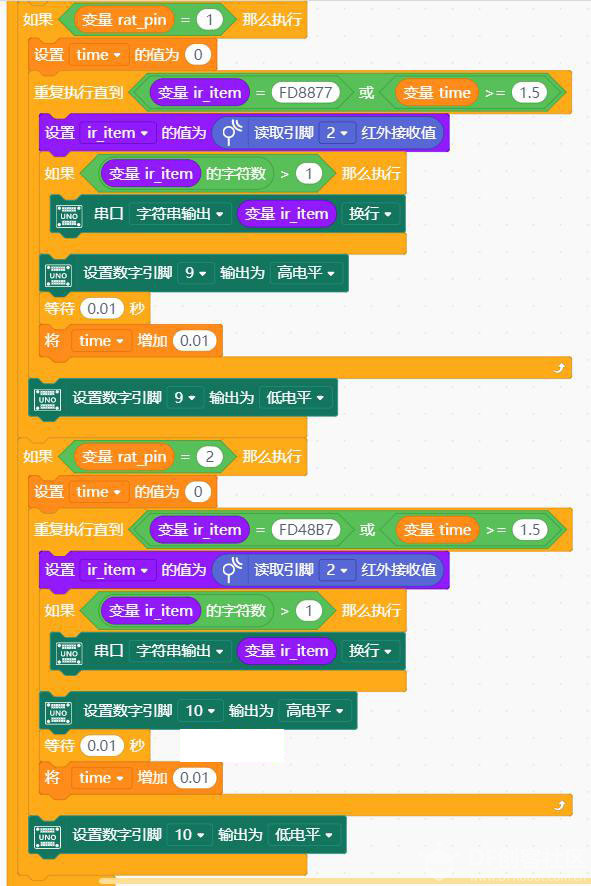 如果 变量 rat_pin = 1 那么执行
设置 time 的值为 0
重复执行直到 变量 ir_item = FD8877 或 变量 time >= 1.5
设置 ir_item 的值为 读取引脚 2 红外接收值
如果 变量 ir_item 的字符数 > 1 那么执行
UNO 串口 字符串输出 变量 ir_item 换行
UNO 设置数字引脚 9 输出为 高电平
等待 0.01 秒
将 time 增加 0.01
UNO 设置数字引脚 9 输出为 低电平
如果 变量 rat_pin = 2 那么执行
设置 time 的值为 0
重复执行直到 变量 ir_item = FD48B7 或 变量 time >= 1.5
设置 ir_item 的值为 读取引脚 2 红外接收值
如果 变量 ir_item 的字符数 > 1 那么执行
UNO 串口 字符串输出 变量 ir_item 换行
UNO 设置数字引脚 10 输出为 高电平
等待 0.01 秒
将 time 增加 0.01
UNO 设置数字引脚 10 输出为 低电平